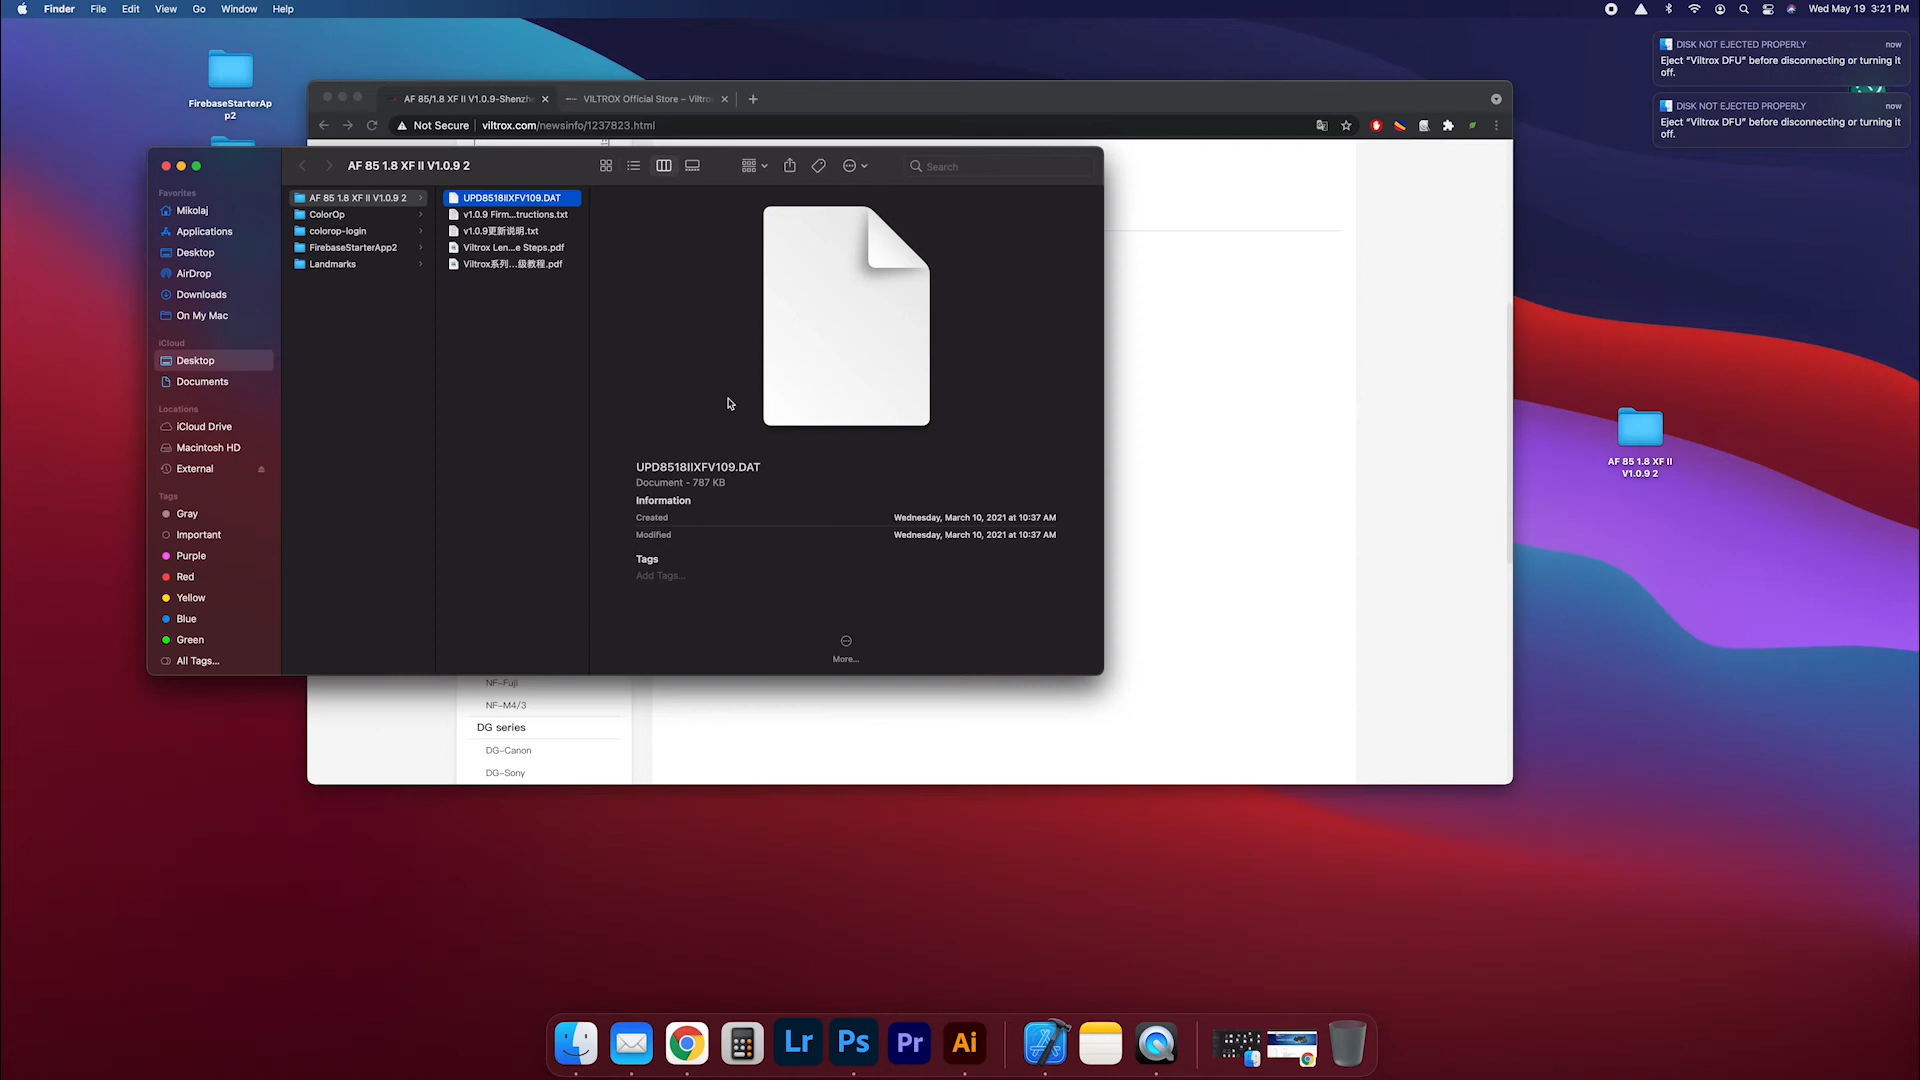 Finder File Edit View Go Window Help
Wed May 19 3:21 PM
DISK NOT EJECTED PROPERLY now
Eject “Viltrox DFU” before disconnecting or turning it
off.
DISK NOT EJECTED PROPERLY now
Eject “Viltrox DFU” before disconnecting or turning it
off.
FirebaseStarterAp
p2
AF 85/1.8 XF II V1.0.9-Shenzhe
VILTROX Official Store – Viltro
Not Secure viltrox.com/newsinfo/1237823.html
AF 85 1.8 XF II V1.0.9 2
Search
Favorites
Mikolaj
Applications
Desktop
AirDrop
Downloads
On My Mac
iCloud
Desktop
Documents
Locations
iCloud Drive
Macintosh HD
External
Tags
Gray
Important
Purple
Red
Yellow
Blue
Green
All Tags...
AF 85 1.8 XF II V1.0.9 2
ColorOp
colorop-login
FirebaseStarterApp2
Landmarks
UPD8518IIXFV109.DAT
v1.0.9 Firm...tructions.txt
v1.0.9更新说明.txt
Viltrox Len...e Steps.pdf
Viltrox系列...级教程.pdf
UPD8518IIXFV109.DAT
Document - 787 KB
Information
Created Wednesday, March 10, 2021 at 10:37 AM
Modified Wednesday, March 10, 2021 at 10:37 AM
Tags
Add Tags...
More...
NF-Fuji
NF-M4/3
DG series
DG-Canon
DG-Sony
AF 85 1.8 XF II
V1.0.9 2
Lr Ps Pr Ai